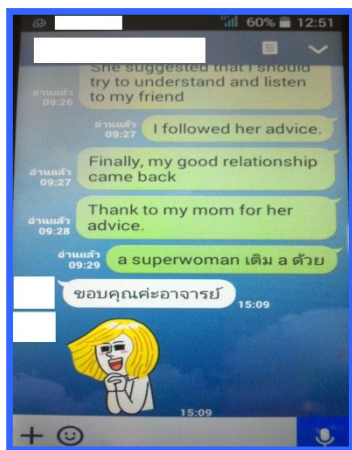 60% 12:51
She suggested that I should
try to understand and listen
to my friend
อ่านแล้ว
09:26
I followed her advice.
อ่านแล้ว
09:27
Finally, my good relationship
came back
อ่านแล้ว
09:27
Thank to my mom for her
advice.
อ่านแล้ว
09:28
a superwoman เติม a ด้วย
อ่านแล้ว
09:29
ขอบคุณค่ะอาจารย์
15:09
15:09